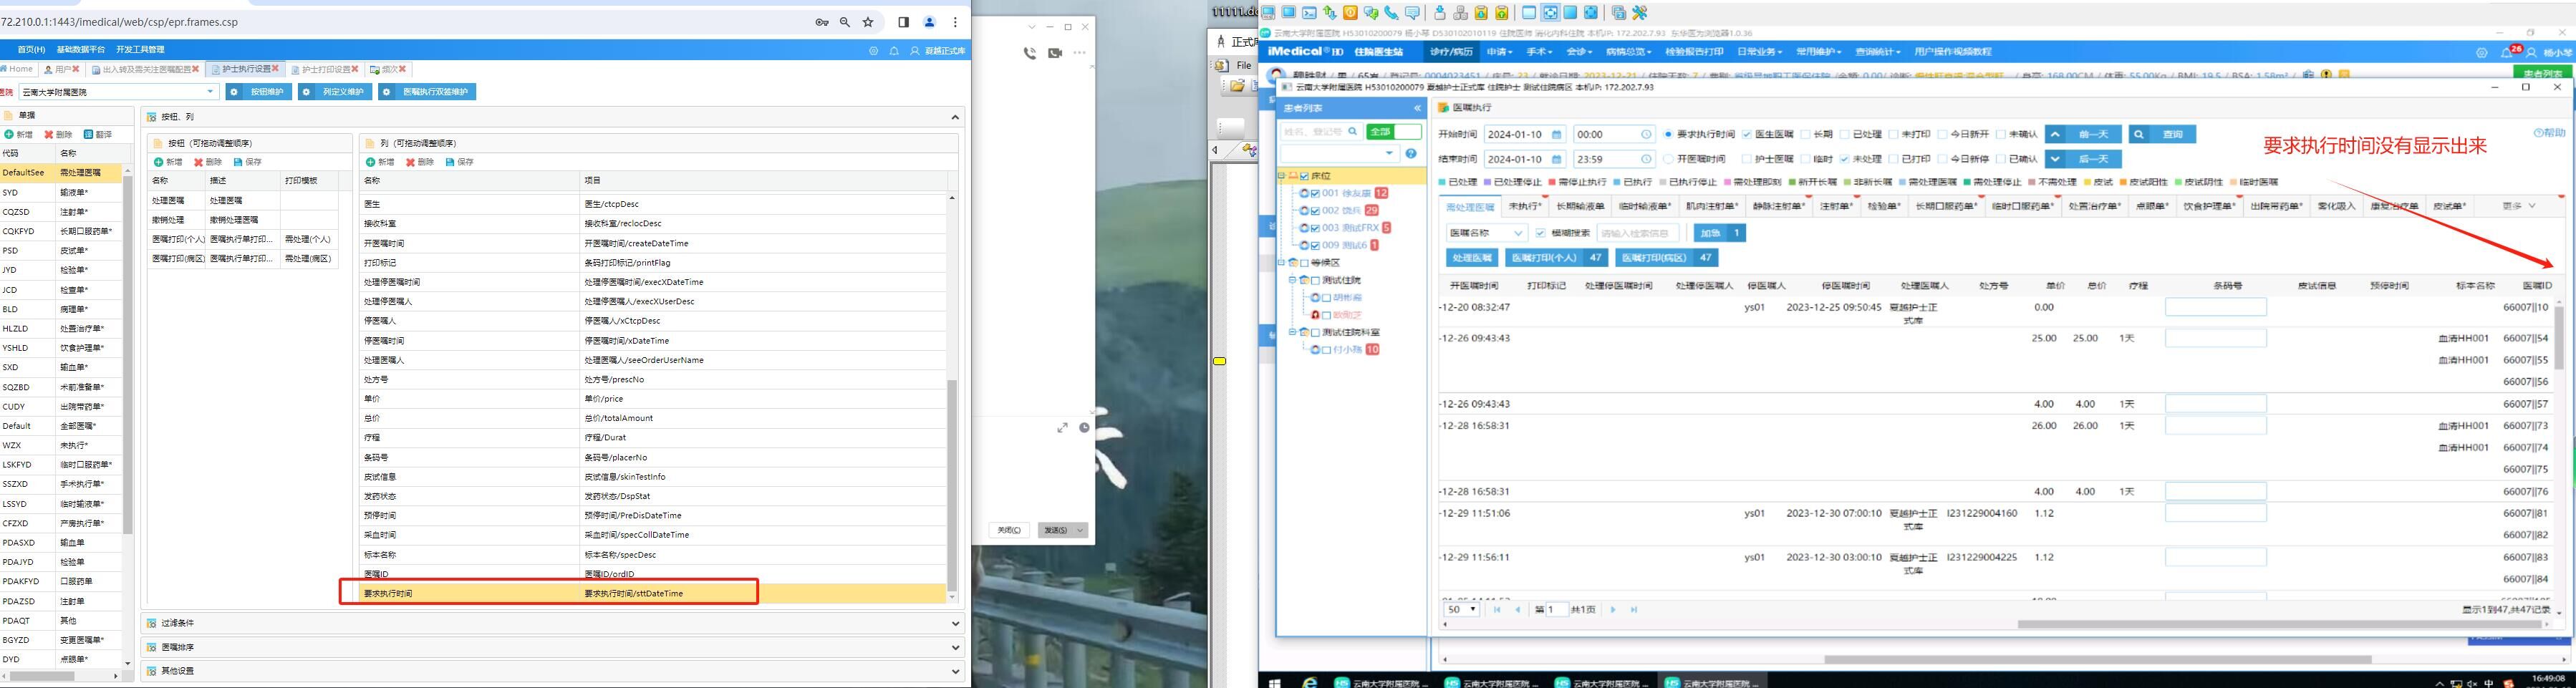 72.210.0.1:1443/imedical/web/csp/epr.frames.csp
首页(H) 基础数据平台 开发工具管理 夏越正式库
Home 用户 出入转及需关注医嘱配置 护士执行设置 护士打印设置 频次
医院 云南大学附属医院 按钮维护 列定义维护 医嘱执行双签维护
单据
新增 删除 翻译
代码 名称
DefaultSee 需处理医嘱
SYD 输液单*
CQZSD 注射单*
CQKFYD 长期口服药单*
PSD 皮试单*
JYD 检验单*
JCD 检查单*
BLD 病理单*
HLZLD 处置治疗单*
YSHLD 饮食护理单*
SXD 输血单*
SQZBD 术前准备单*
CUDY 出院带药单*
Default 全部医嘱*
WZX 未执行*
LSKFYD 临时口服药单*
SSZXD 手术执行单*
LSSYD 临时输液单*
CFZXD 产房执行单*
PDASXD 输血单
PDAJYD 检验单
PDAKFYD 口服药单
PDAZSD 注射单
PDAQT 其他
BGYZD 变更医嘱单*
DYD 点眼单*
按钮、列
按钮（可拖动调整顺序）
新增 删除 保存
名称 描述 打印模板
处理医嘱 处理医嘱
撤销处理 撤销处理医嘱
医嘱打印(个人) 医嘱执行单打印... 需处理(个人)
医嘱打印(病区) 医嘱执行单打印... 需处理(病区)
列（可拖动调整顺序）
新增 删除 保存
名称 项目
医生 医生/ctcpDesc
接收科室 接收科室/reclocDesc
开医嘱时间 开医嘱时间/createDateTime
打印标记 条码打印标记/printFlag
处理停医嘱时间 处理停医嘱时间/execXDateTime
处理停医嘱人 处理停医嘱人/execXUserDesc
停医嘱人 停医嘱人/xCtcpDesc
停医嘱时间 停医嘱时间/xDateTime
处理医嘱人 处理医嘱人/seeOrderUserName
处方号 处方号/prescNo
单价 单价/price
总价 总价/totalAmount
疗程 疗程/Durat
条码号 条码号/placerNo
皮试信息 皮试信息/skinTestInfo
发药状态 发药状态/DspStat
预停时间 预停时间/PreDisDateTime
采血时间 采血时间/specCollDateTime
标本名称 标本名称/specDesc
医嘱ID 医嘱ID/ordID
要求执行时间 要求执行时间/sttDateTime
过滤条件
医嘱排序
其他设置
关闭(C) 发送(S)
11111.do
正式库
File
云南大学附属医院 H53010200079 杨小琴 D530102010119 住院医师 消化内科住院 本机IP: 172.202.7.93 东华医为浏览器1.0.36
iMedical HD 住院医生站 诊疗/病历 申请 手术 会诊 病情总览 检验报告打印 日常业务 常用维护 查询统计 用户操作视频教程 26 杨小琴
患者列表
云南大学附属医院 H53010200079 夏越护士正式库 住院护士 测试住院病区 本机IP: 172.202.7.93
患者列表
姓名、登记号 全部
床位
001 徐友康 12
002 饶兵 29
003 测试FRX 5
009 测试6 1
等候区
测试住院
测试住院科室
付小陈 10
医嘱执行
开始时间 2024-01-10 00:00 要求执行时间 医生医嘱 长期 已处理 未打印 今日新开 未确认 前一天 查询 帮助
结束时间 2024-01-10 23:59 开医嘱时间 护士医嘱 临时 未处理 已打印 今日新停 已确认 后一天
要求执行时间没有显示出来
已处理 已处理停止 需停止执行 已执行 已执行停止 需处理即刻 新开长嘱 非新长嘱 需处理医嘱 需处理停止 不需处理 皮试 皮试阳性 皮试阴性 临时医嘱
需处理医嘱 未执行* 长期输液单 临时输液单* 肌内注射单* 静脉注射单* 注射单* 检验单* 长期口服药单* 临时口服药单* 处置治疗单* 点眼单* 饮食护理单* 出院带药单* 雾化吸入 康复治疗单 皮试单* 更多
医嘱名称 模糊搜索 请输入检索信息 加急 1
处理医嘱 医嘱打印(个人) 47 医嘱打印(病区) 47
开医嘱时间 打印标记 处理停医嘱时间 处理停医嘱人 停医嘱人 停医嘱时间 处理医嘱人 处方号 单价 总价 疗程 条码号 皮试信息 预停时间 标本名称 医嘱ID
-12-20 08:32:47 ys01 2023-12-25 09:50:45 夏越护士正式库 0.00 66007||10
-12-26 09:43:43 25.00 25.00 1天 血清HH001 66007||54
血清HH001 66007||55
66007||56
-12-26 09:43:43 4.00 4.00 1天 66007||57
-12-28 16:58:31 26.00 26.00 1天 血清HH001 66007||73
血清HH001 66007||74
66007||75
-12-28 16:58:31 4.00 4.00 1天 66007||76
-12-29 11:51:06 ys01 2023-12-30 07:00:10 夏越护士正式库 I231229004160 1.12 66007||81
66007||82
-12-29 11:56:11 ys01 2023-12-30 03:00:10 夏越护士正式库 I231229004225 1.12 66007||83
66007||84
50 第 1 共1页 显示1到47,共47记录
云南大学附属医院... 云南大学附属医院... 云南大学附属医院... 云南大学附属医院...
中 16:49:08